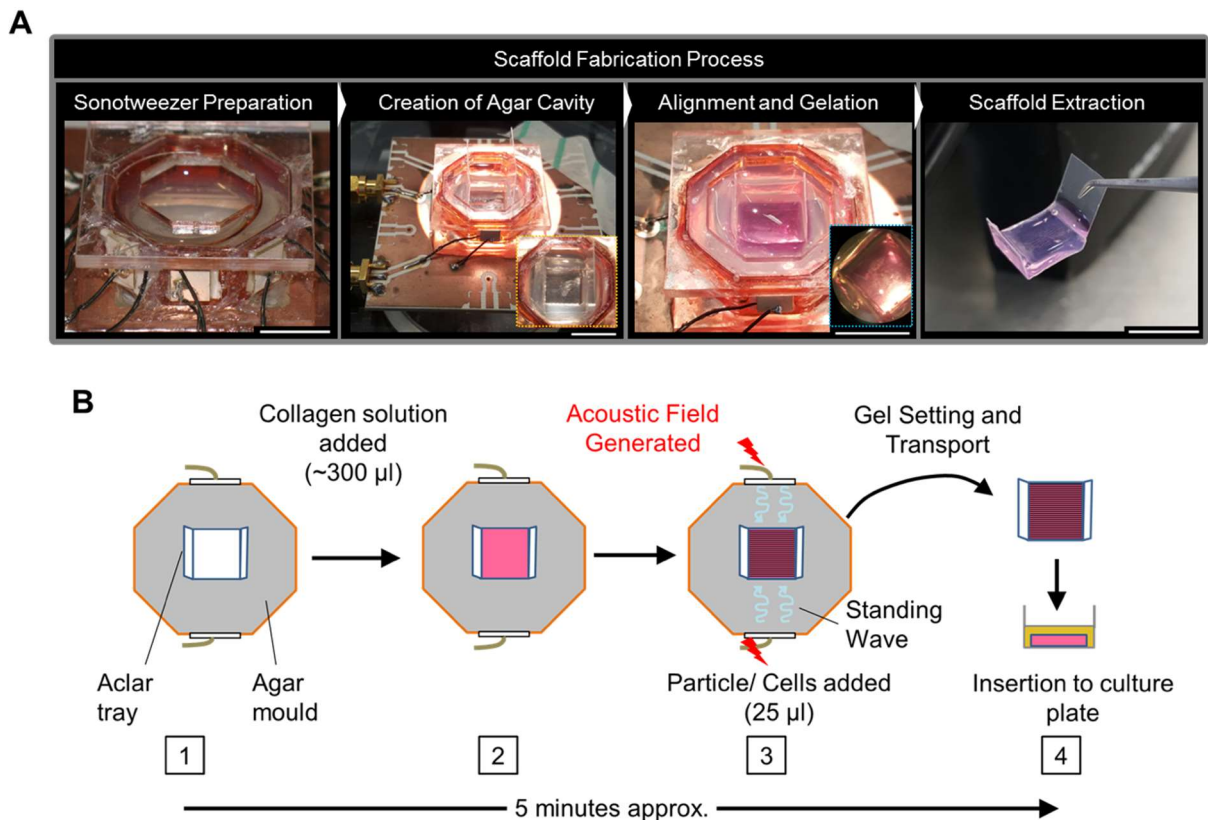 A
Scaffold Fabrication Process
Sonotweezer Preparation
Creation of Agar Cavity
Alignment and Gelation
Scaffold Extraction
B
Collagen solution
added
(~300 µl)
Acoustic Field
Generated
Gel Setting and
Transport
Aclar
tray
Agar
mould
Standing
Wave
Particle/ Cells added
(25 µl)
Insertion to culture
plate
1
2
3
4
5 minutes approx.